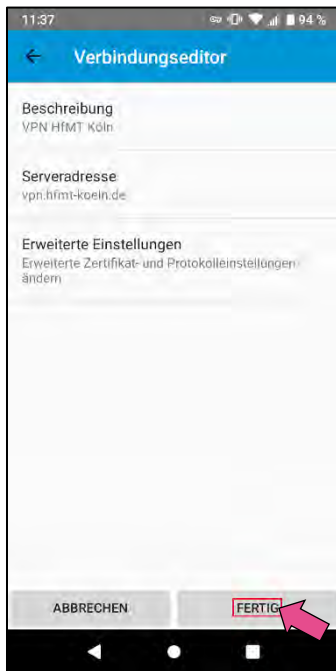 11:37 94 %
Verbindungseditor
Beschreibung
VPN HfMT Köln
Serveradresse
vpn.hfmt-koeln.de
Erweiterte Einstellungen
Erweiterte Zertifikat- und Protokolleinstellungen
ändern
ABBRECHEN FERTIG